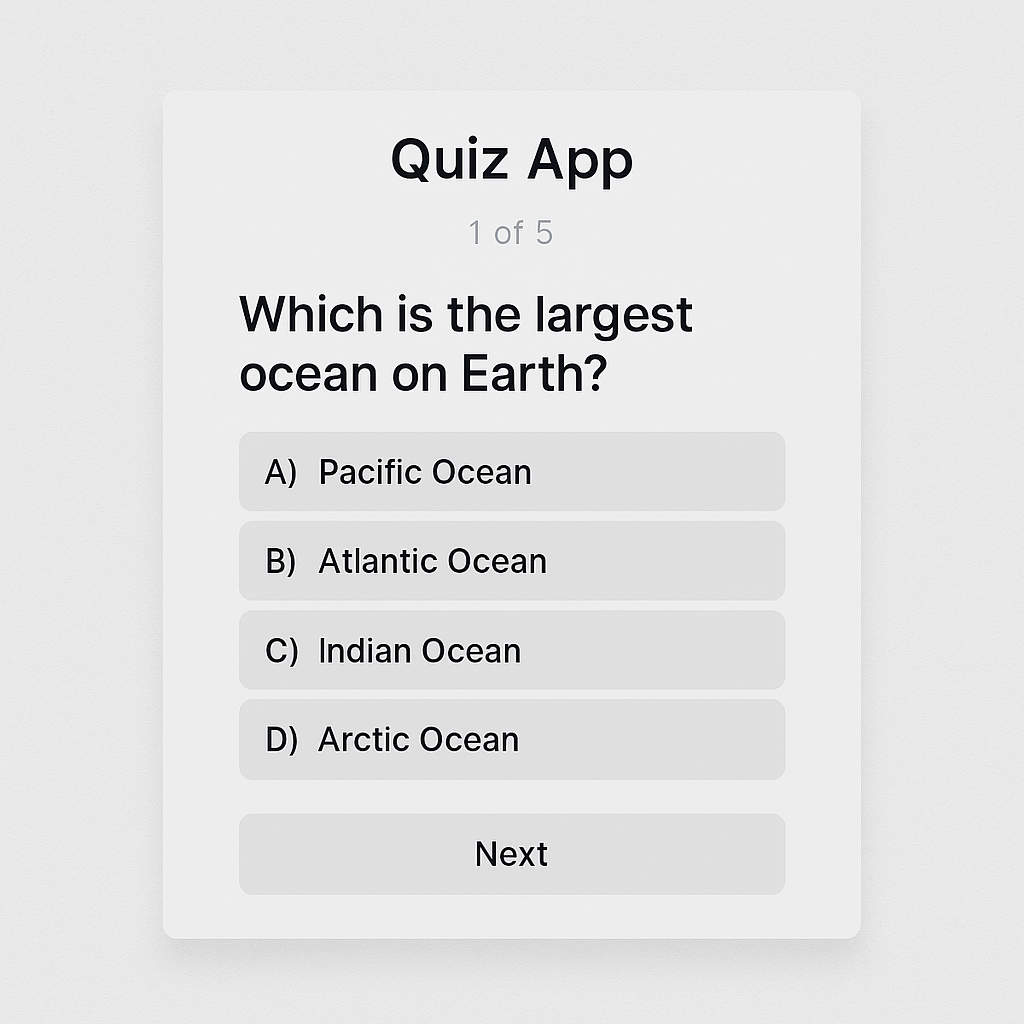 Quiz App
1 of 5
Which is the largest
ocean on Earth?
A) Pacific Ocean
B) Atlantic Ocean
C) Indian Ocean
D) Arctic Ocean
Next